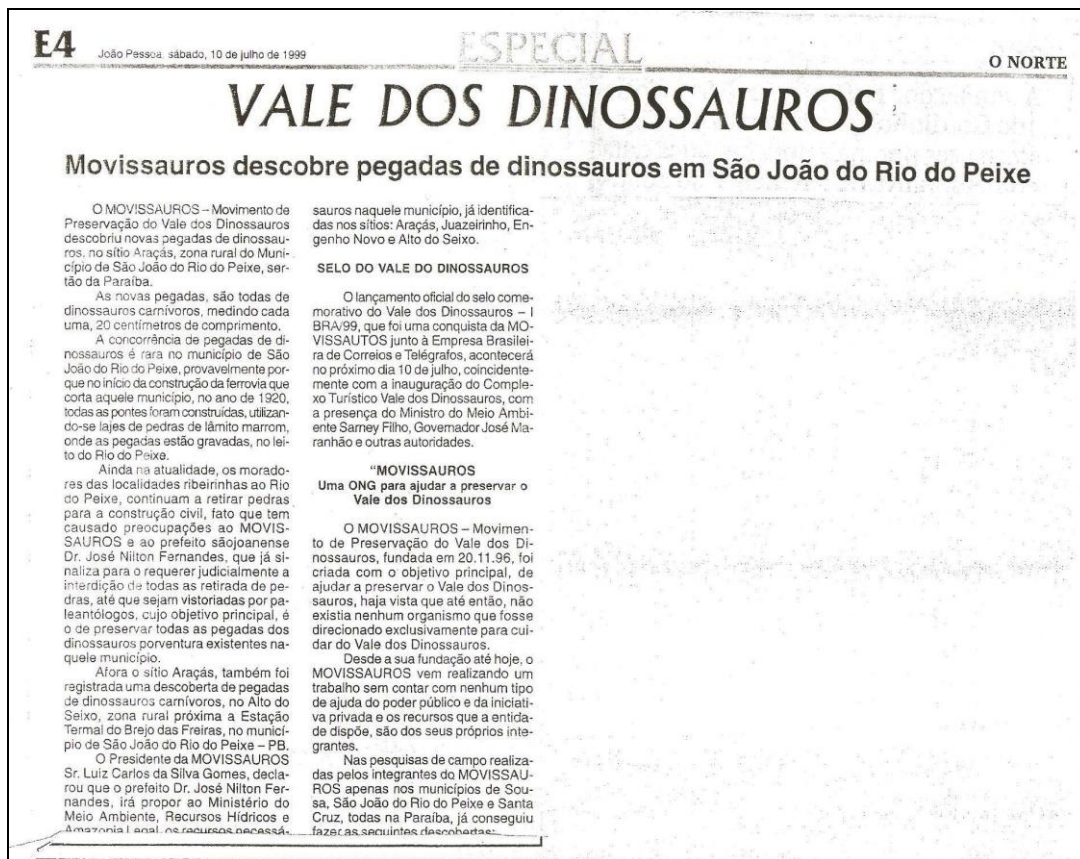 E4
João Pessoa, sábado, 10 de julho de 1999
ESPECIAL
O NORTE
VALE DOS DINOSSAUROS
Movissauros descobre pegadas de dinossauros em São João do Rio do Peixe
O MOVISSAUROS – Movimento de
Preservação do Vale dos Dinossauros
descobriu novas pegadas de dinossau-
ros, no sítio Araçás, zona rural do Muni-
cípio de São João do Rio do Peixe, ser-
tão da Paraíba.
As novas pegadas, são todas de
dinossauros carnívoros, medindo cada
uma, 20 centímetros de comprimento.
A concorrência de pegadas de di-
nossauros é rara no município de São
João do Rio do Peixe, provavelmente por-
que no início da construção da ferrovia que
corta aquele município, no ano de 1920,
todas as pontes foram construídas, utilizan-
do-se lajes de pedras de lâmito marrom,
onde as pegadas estão gravadas, no lei-
to do Rio do Peixe.
Ainda na atualidade, os morado-
res das localidades ribeirinhas ao Rio
do Peixe, continuam a retirar pedras
para a construção civil, fato que tem
causado preocupações ao MOVIS-
SAUROS e ao prefeito sãojoanense
Dr. José Nilton Fernandes, que já si-
naliza para o requerer judicialmente a
interdição de todas as retirada de pe-
dras, até que sejam vistoriadas por pa-
leantólogos, cujo objetivo principal, é
o de preservar todas as pegadas dos
dinossauros porventura existentes na-
quele município.
Afora o sítio Araçás, também foi
registrada uma descoberta de pegadas
de dinossauros carnívoros, no Alto do
Seixo, zona rural próxima a Estação
Termal do Brejo das Freiras, no municí-
pio de São João do Rio do Peixe – PB.
O Presidente da MOVISSAUROS
Sr. Luiz Carlos da Silva Gomes, decla-
rou que o prefeito Dr. José Nilton Fer-
nandes, irá propor ao Ministério do
Meio Ambiente, Recursos Hídricos e
Amazonia Legal, os recursos necessá-
sauros naquele município, já identifica-
das nos sítios: Araçás, Juazeirinho, En-
genho Novo e Alto do Seixo.
SELO DO VALE DO DINOSSAUROS
O lançamento oficial do selo come-
morativo do Vale dos Dinossauros – I
BRA/99, que foi uma conquista da MO-
VISSAUTOS junto à Empresa Brasilei-
ra de Correios e Telégrafos, acontecerá
no próximo dia 10 de julho, coincidente-
mente com a inauguração do Comple-
xo Turístico Vale dos Dinossauros, com
a presença do Ministro do Meio Ambi-
ente Sarney Filho, Governador José Ma-
ranhão e outras autoridades.
"MOVISSAUROS
Uma ONG para ajudar a preservar o
Vale dos Dinossauros
O MOVISSAUROS – Movimen-
to de Preservação do Vale dos Di-
nossauros, fundada em 20.11.96, foi
criada com o objetivo principal, de
ajudar a preservar o Vale dos Dinos-
sauros, haja vista que até então, não
existia nenhum organismo que fosse
direcionado exclusivamente para cui-
dar do Vale dos Dinossauros.
Desde a sua fundação até hoje, o
MOVISSAUROS vem realizando um
trabalho sem contar com nenhum tipo
de ajuda do poder público e da iniciati-
va privada e os recursos que a entida-
de dispõe, são dos seus próprios inte-
grantes.
Nas pesquisas de campo realiza-
das pelos integrantes do MOVISSAU-
ROS apenas nos municípios de Sou-
sa, São João do Rio do Peixe e Santa
Cruz, todas na Paraíba, já conseguiu
fazer as seguintes descobertas: